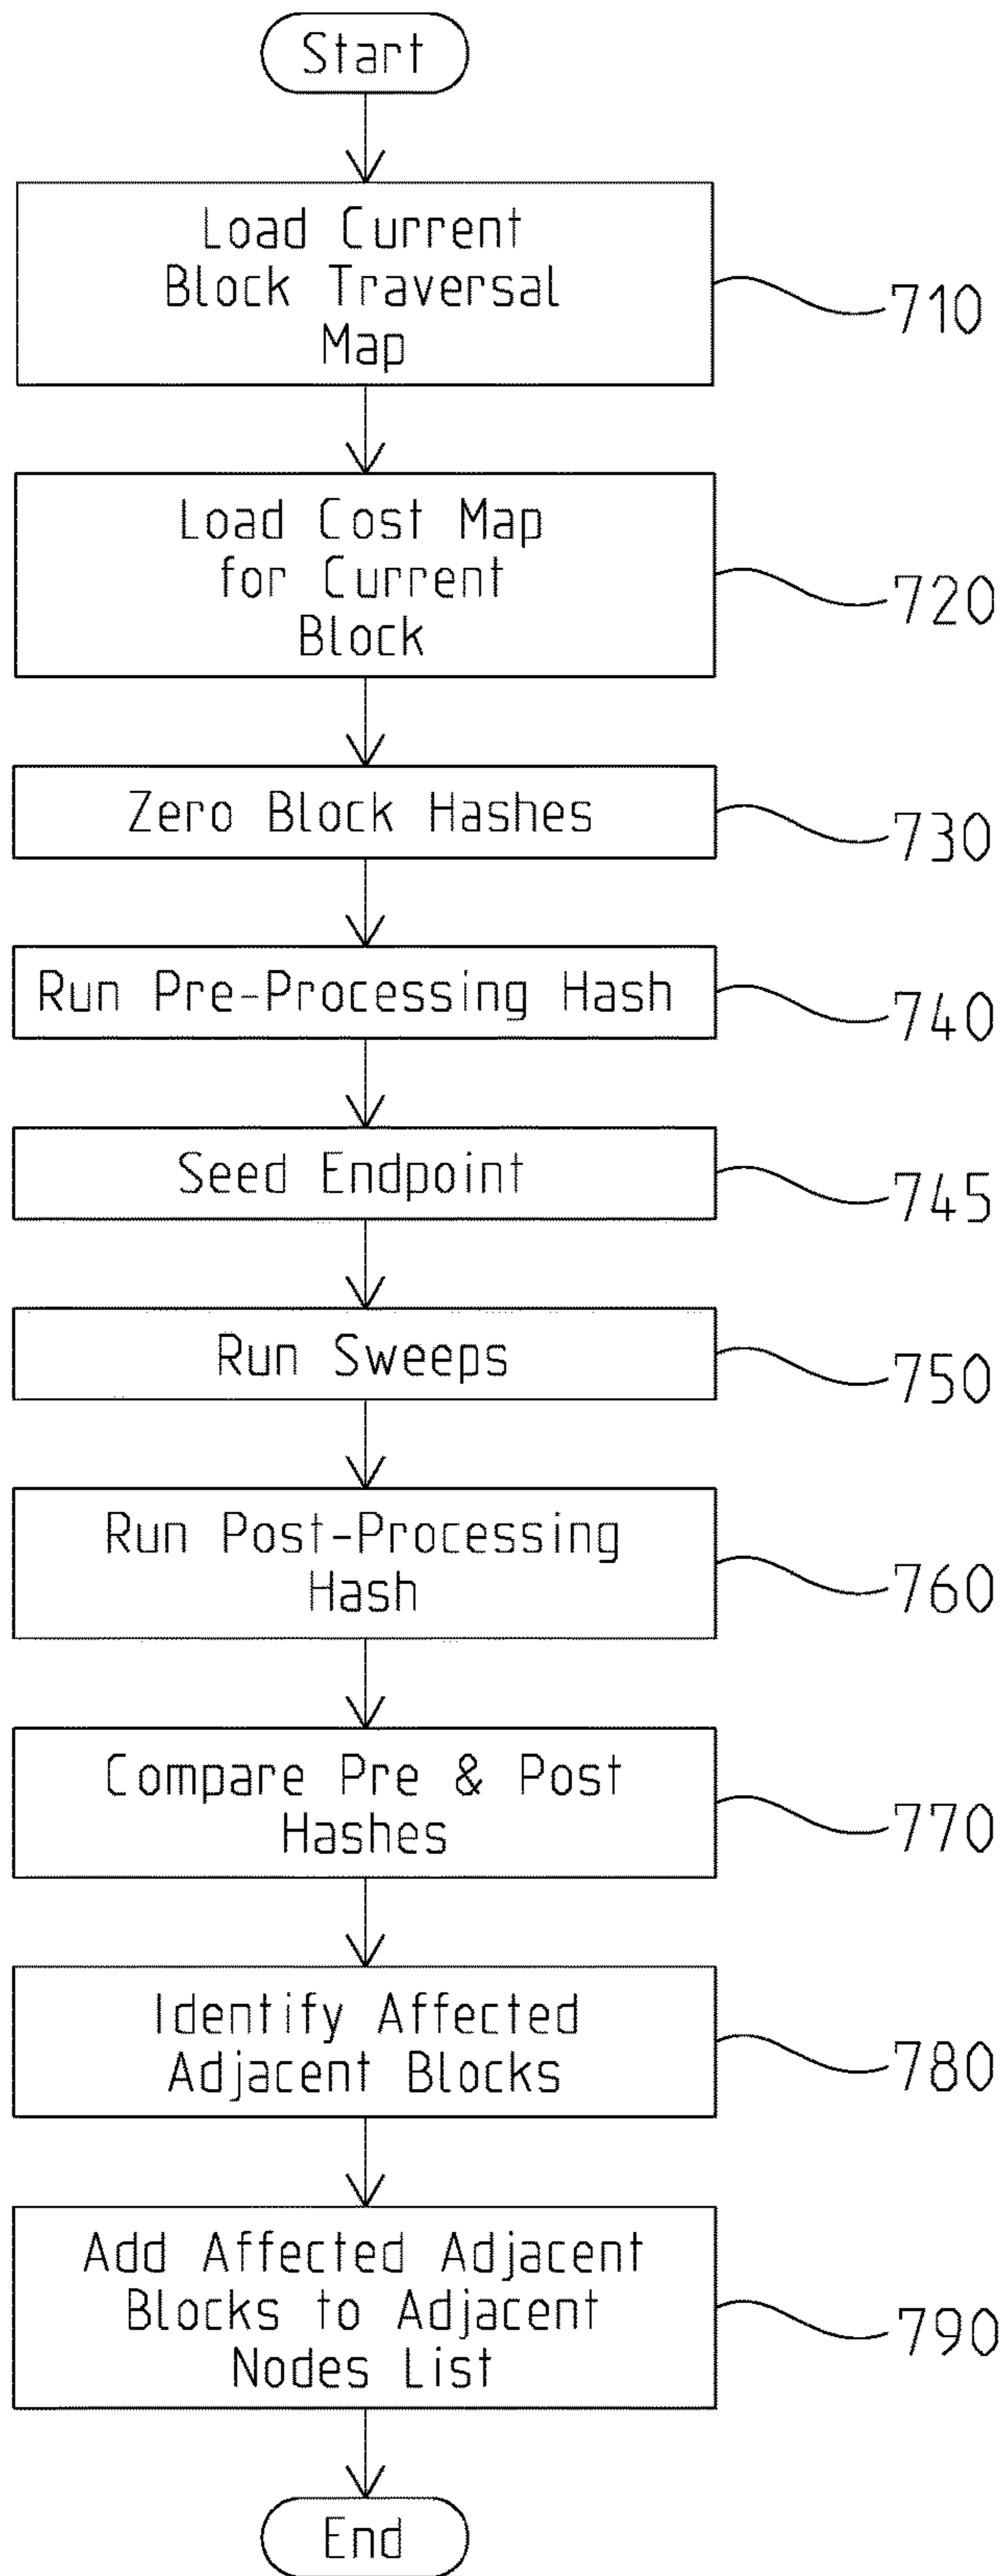 Start
Load Current
Block Traversal
Map
710
Load Cost Map
for Current
Block
720
Zero Block Hashes
730
Run Pre-Processing Hash
740
Seed Endpoint
745
Run Sweeps
750
Run Post-Processing
Hash
760
Compare Pre & Post
Hashes
770
Identify Affected
Adjacent Blocks
780
Add Affected Adjacent
Blocks to Adjacent
Nodes List
790
End